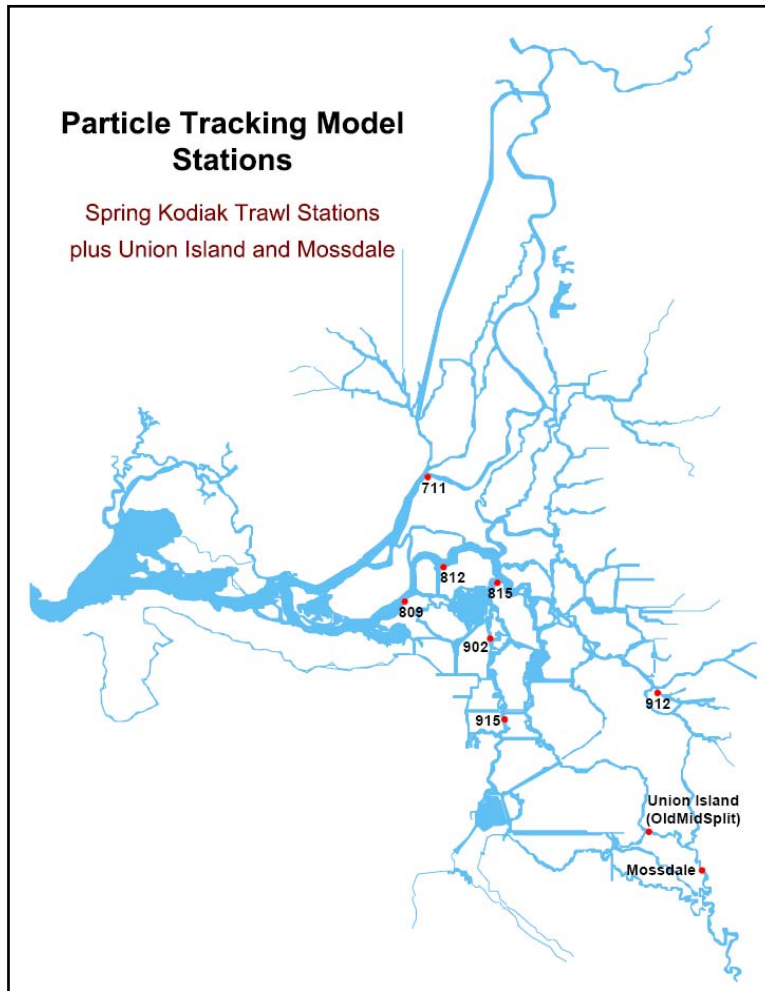 Particle Tracking Model
Stations
Spring Kodiak Trawl Stations
plus Union Island and Mossdale
711
812
815
809
902
912
915
Union Island
(OldMidSplit)
Mossdale